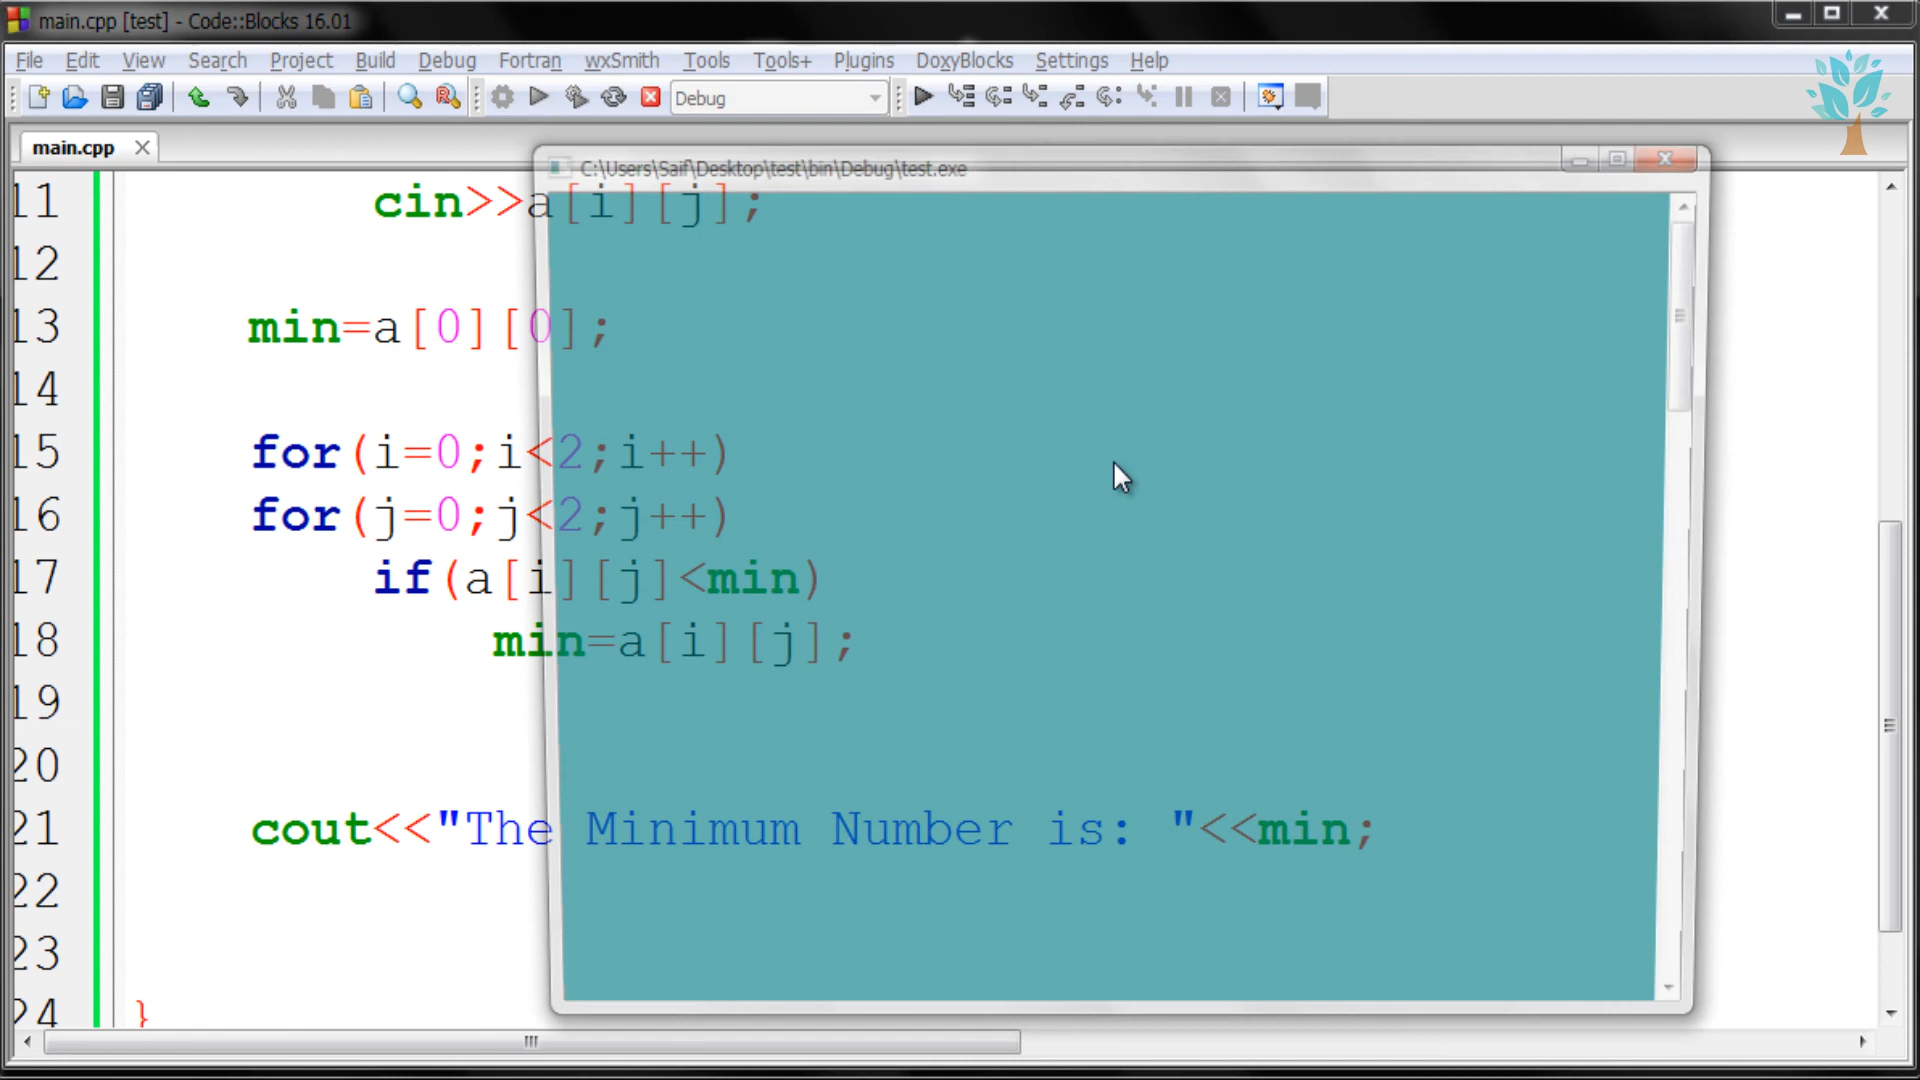 main.cpp [test] - Code::Blocks 16.01
File Edit View Search Project Build Debug Fortran wxSmith Tools Tools+ Plugins DoxyBlocks Settings Help
Debug
main.cpp
C:\Users\Saif\Desktop\test\bin\Debug\test.exe
11 cin>>a[i][j];
12
13 min=a[0][0];
14
15 for(i=0;i<2;i++)
16 for(j=0;j<2;j++)
17 if(a[i][j]<min)
18 min=a[i][j];
19
20
21 cout<<"The Minimum Number is: "<<min;
22
23
24 }